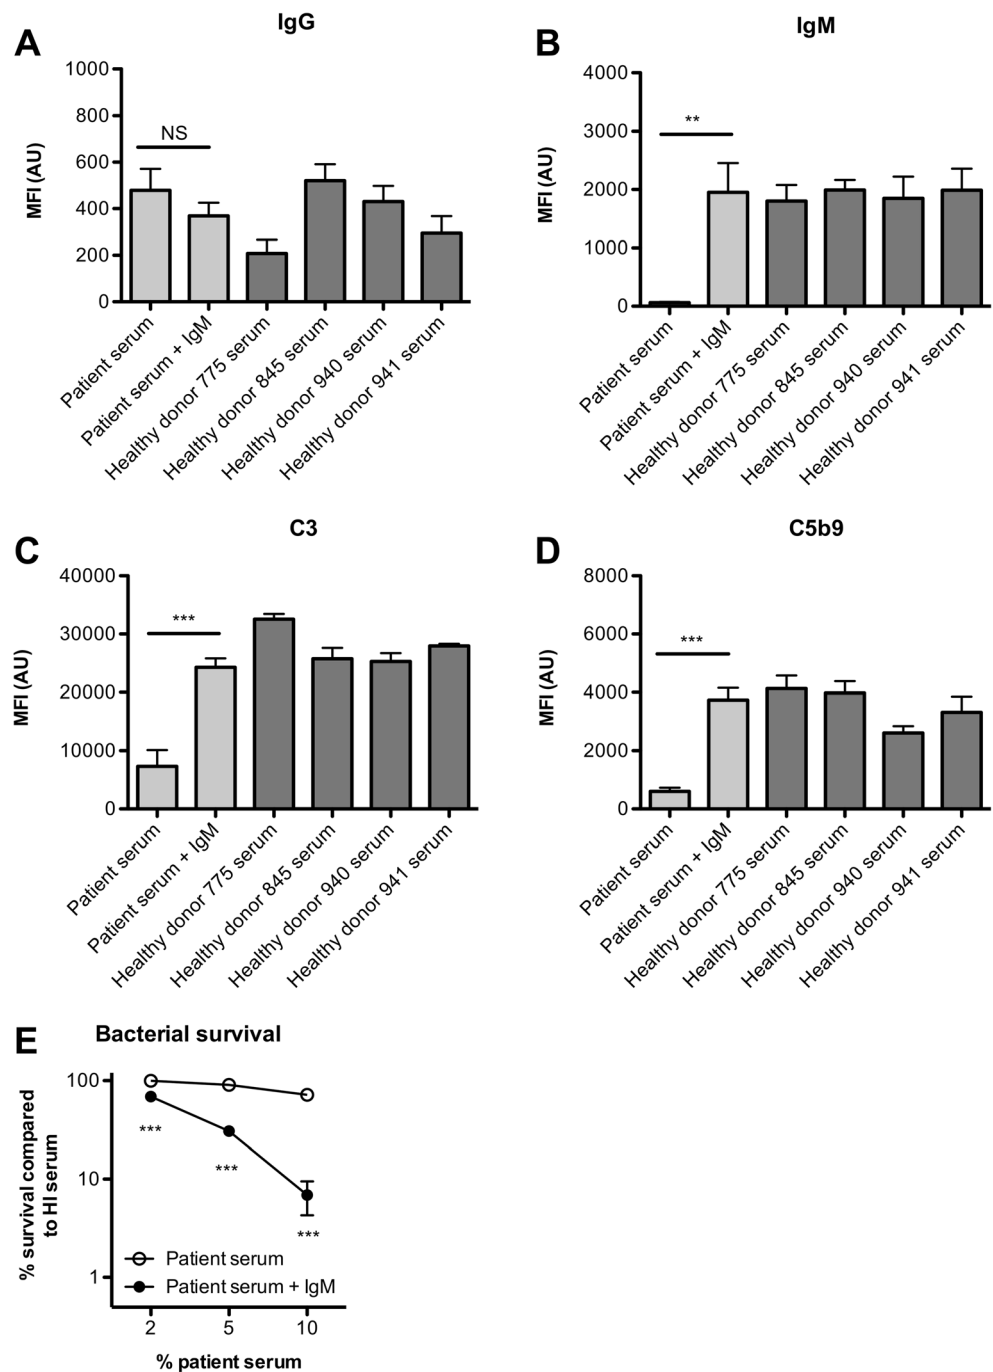 A
IgG
MFI (AU)
1000
800
600
400
200
0
NS
Patient serum
Patient serum + IgM
Healthy donor 775 serum
Healthy donor 845 serum
Healthy donor 940 serum
Healthy donor 941 serum
B
IgM
MFI (AU)
4000
3000
2000
1000
0
**
Patient serum
Patient serum + IgM
Healthy donor 775 serum
Healthy donor 845 serum
Healthy donor 940 serum
Healthy donor 941 serum
C
C3
MFI (AU)
40000
30000
20000
10000
0
***
Patient serum
Patient serum + IgM
Healthy donor 775 serum
Healthy donor 845 serum
Healthy donor 940 serum
Healthy donor 941 serum
D
C5b9
MFI (AU)
8000
6000
4000
2000
0
***
Patient serum
Patient serum + IgM
Healthy donor 775 serum
Healthy donor 845 serum
Healthy donor 940 serum
Healthy donor 941 serum
E
Bacterial survival
% survival compared
to HI serum
100
10
1
***
***
***
Patient serum
Patient serum + IgM
2
5
10
% patient serum